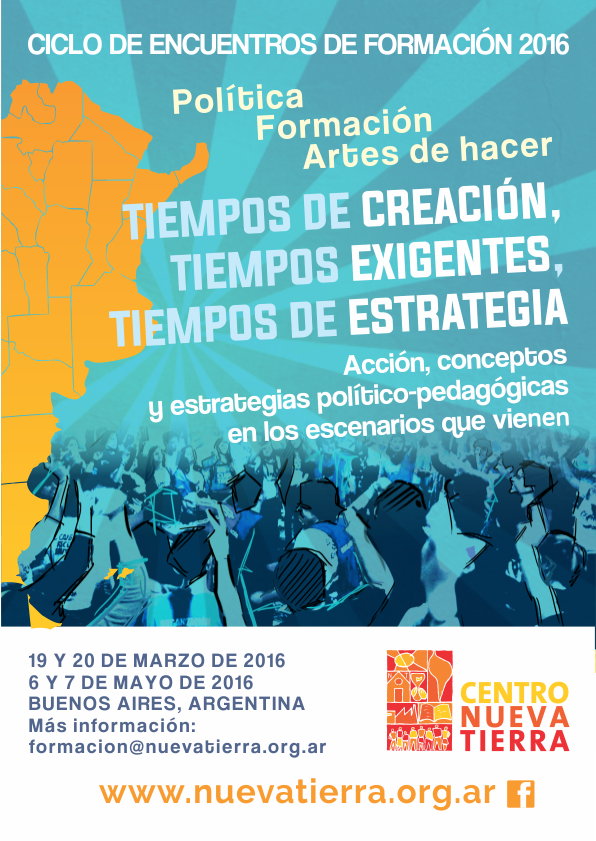 CICLO DE ENCUENTROS DE FORMACIÓN 2016
Política
Formación
Artes de hacer
TIEMPOS DE CREACIÓN,
TIEMPOS EXIGENTES,
TIEMPOS DE ESTRATEGIA
Acción, conceptos
y estrategias político-pedagógicas
en los escenarios que vienen
19 Y 20 DE MARZO DE 2016
6 Y 7 DE MAYO DE 2016
BUENOS AIRES, ARGENTINA
Más información:
formacion@nuevatierra.org.ar
CENTRO
NUEVA
TIERRA
www.nuevatierra.org.ar f